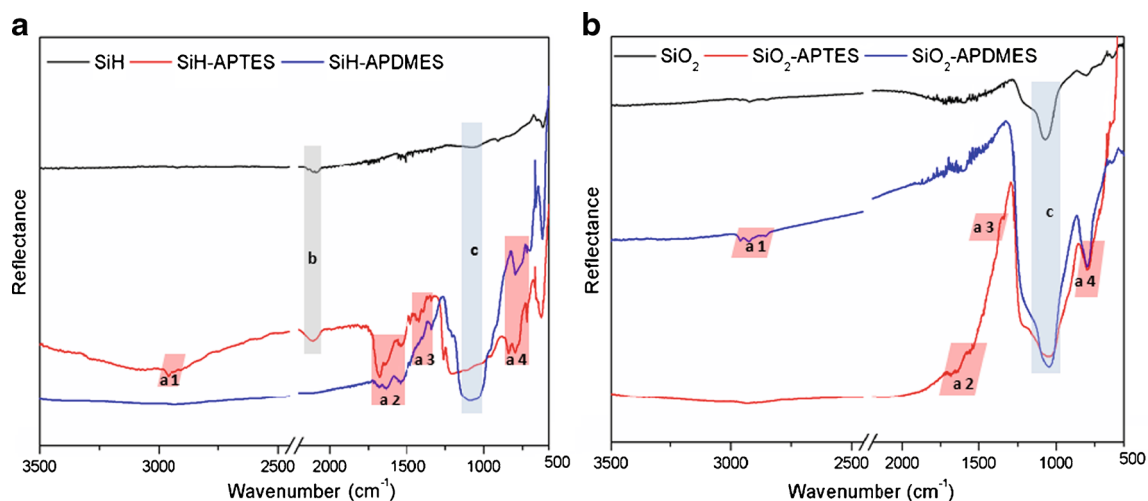 a
SiH SiH-APTES SiH-APDMES
b
c
a 1
a 2
a 3
a 4
Reflectance
3500 3000 2500 2000 1500 1000 500
Wavenumber (cm⁻¹)
b
SiO₂ SiO₂-APTES SiO₂-APDMES
c
a 1
a 3
a 4
a 2
Reflectance
3500 3000 2500 2000 1500 1000 500
Wavenumber (cm⁻¹)